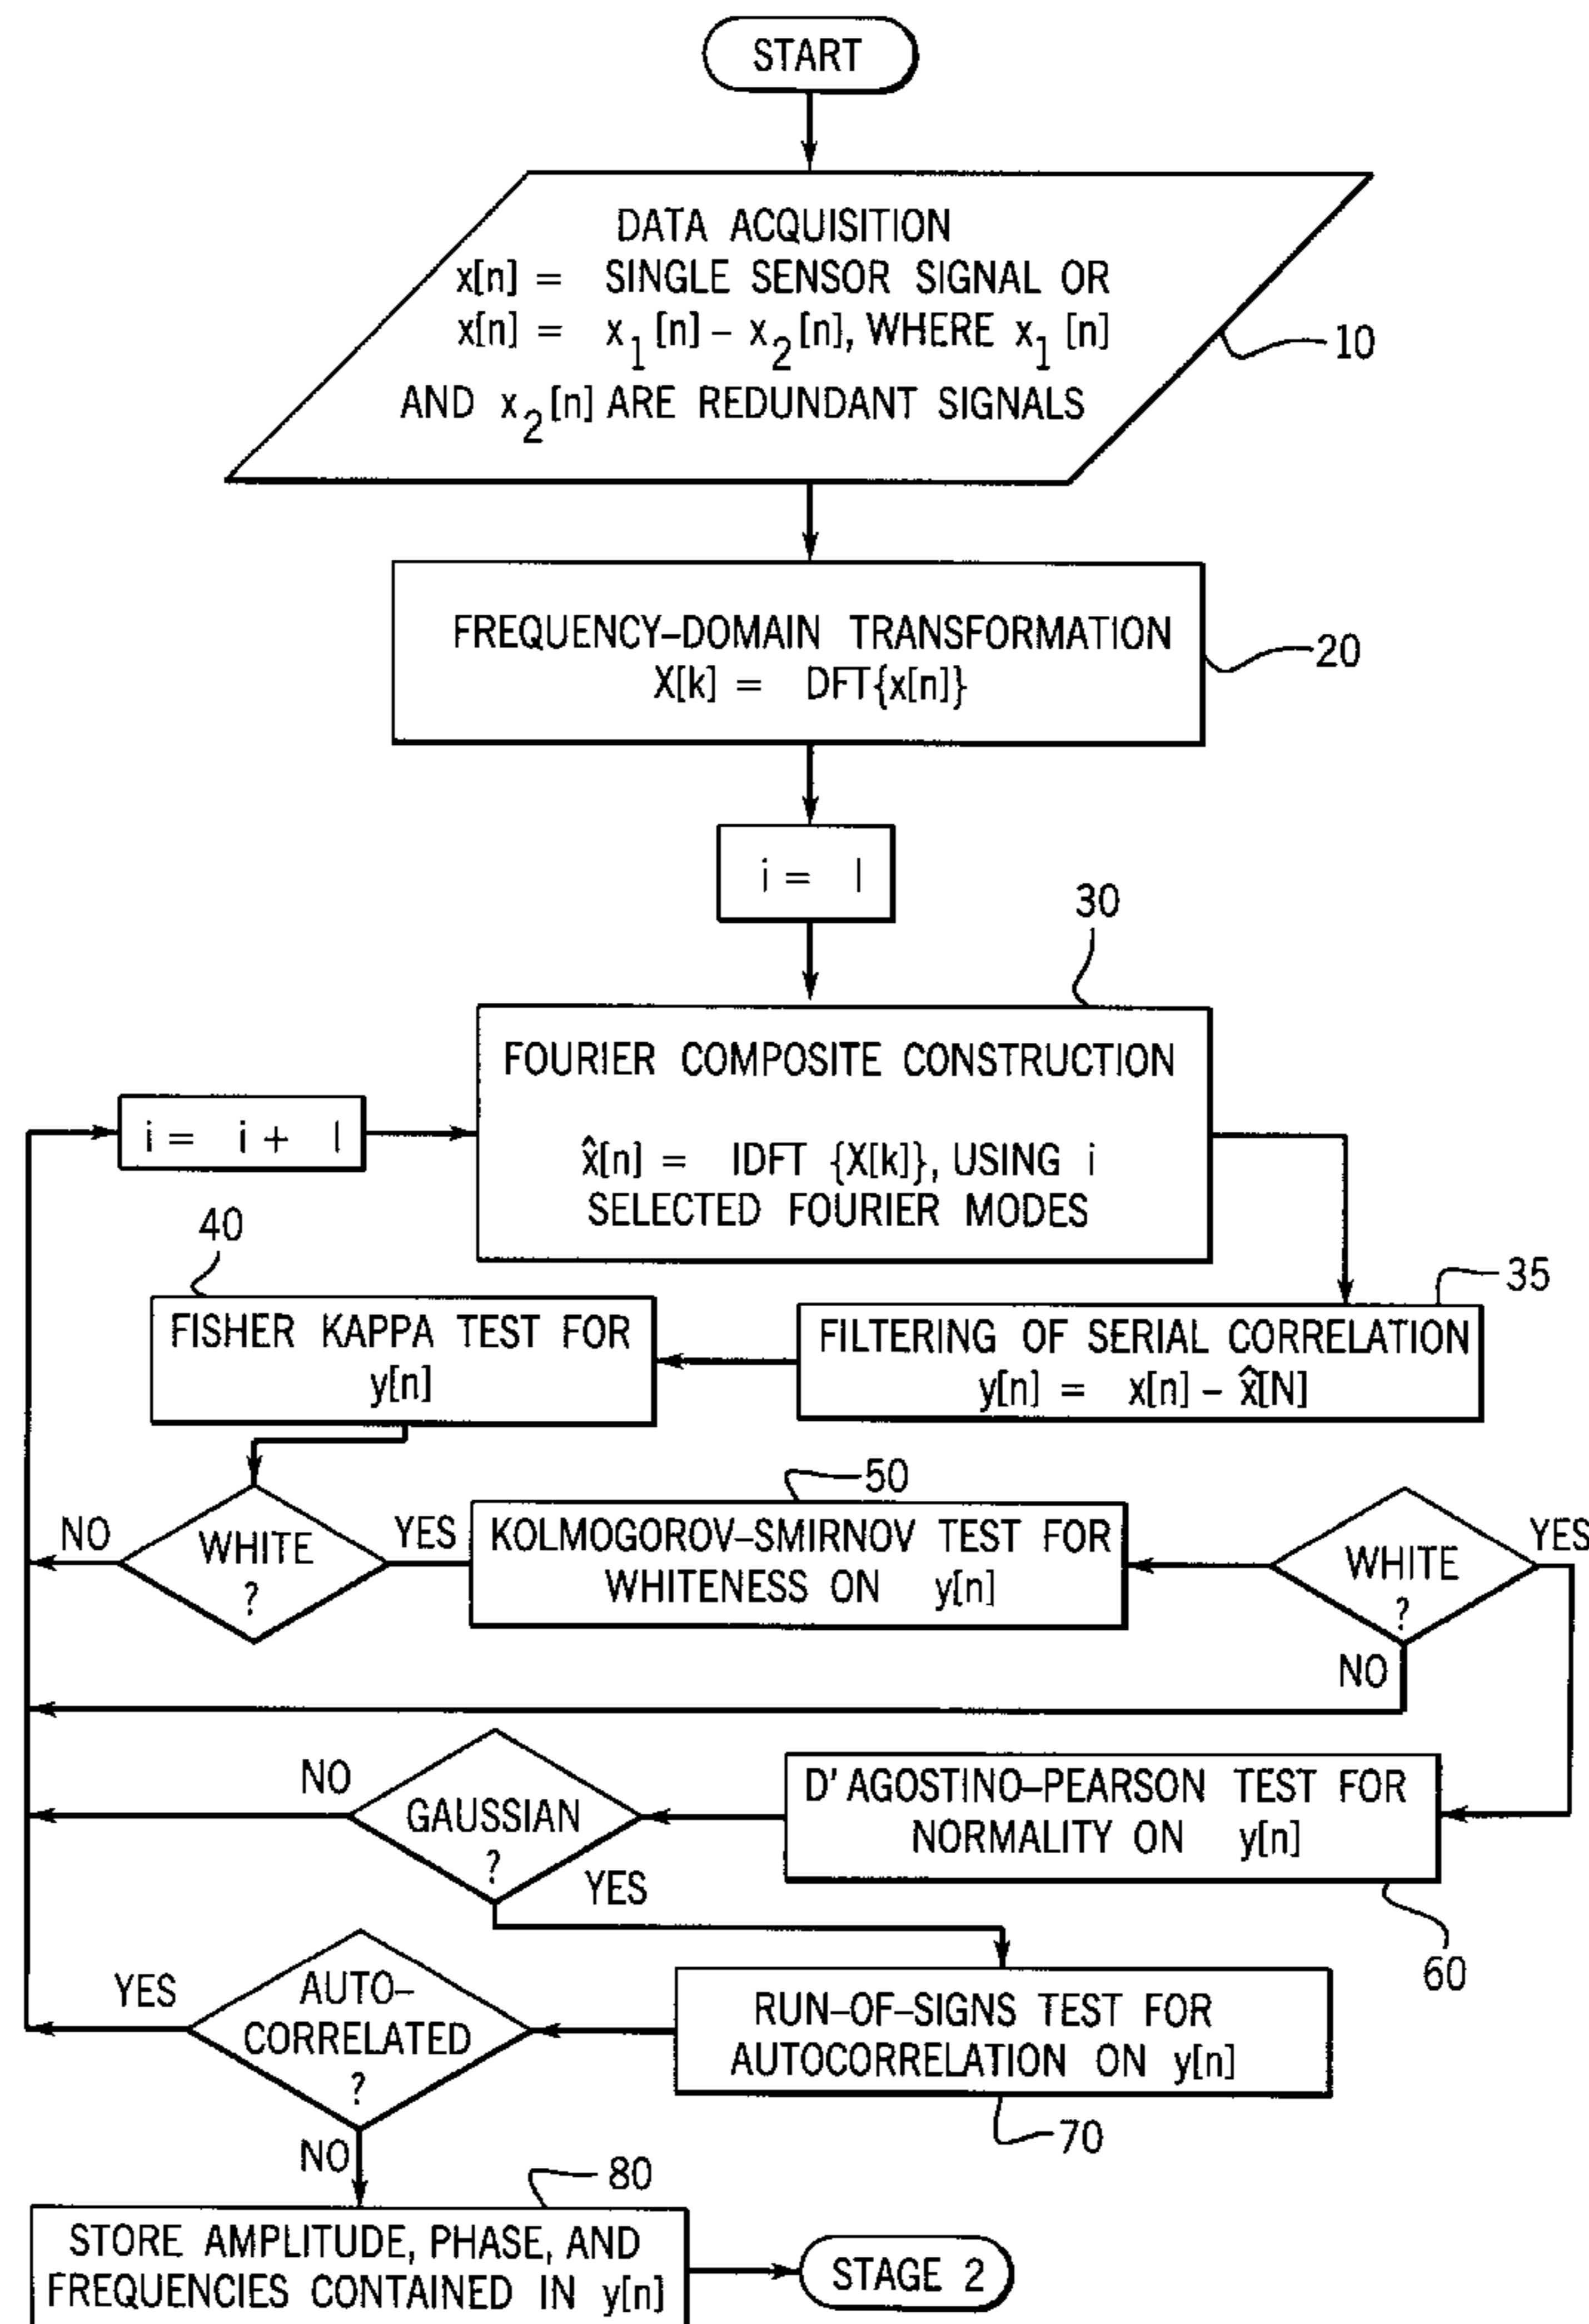 START
DATA ACQUISITION
x[n] = SINGLE SENSOR SIGNAL OR
x[n] = x1[n] – x2[n], WHERE x1[n]
AND x2[n] ARE REDUNDANT SIGNALS
10
FREQUENCY–DOMAIN TRANSFORMATION
X[k] = DFT{x[n]}
20
i = 1
30
FOURIER COMPOSITE CONSTRUCTION
x̂[n] = IDFT {X[k]}, USING i
SELECTED FOURIER MODES
i = i + 1
40
35
FISHER KAPPA TEST FOR
y[n]
FILTERING OF SERIAL CORRELATION
y[n] = x[n] – x̂[N]
50
NO
WHITE
?
YES
KOLMOGOROV–SMIRNOV TEST FOR
WHITENESS ON y[n]
WHITE
?
YES
NO
NO
GAUSSIAN
?
YES
D'AGOSTINO–PEARSON TEST FOR
NORMALITY ON y[n]
60
YES
AUTO–
CORRELATED
?
RUN–OF–SIGNS TEST FOR
AUTOCORRELATION ON y[n]
70
NO
80
STORE AMPLITUDE, PHASE, AND
FREQUENCIES CONTAINED IN y[n]
STAGE 2